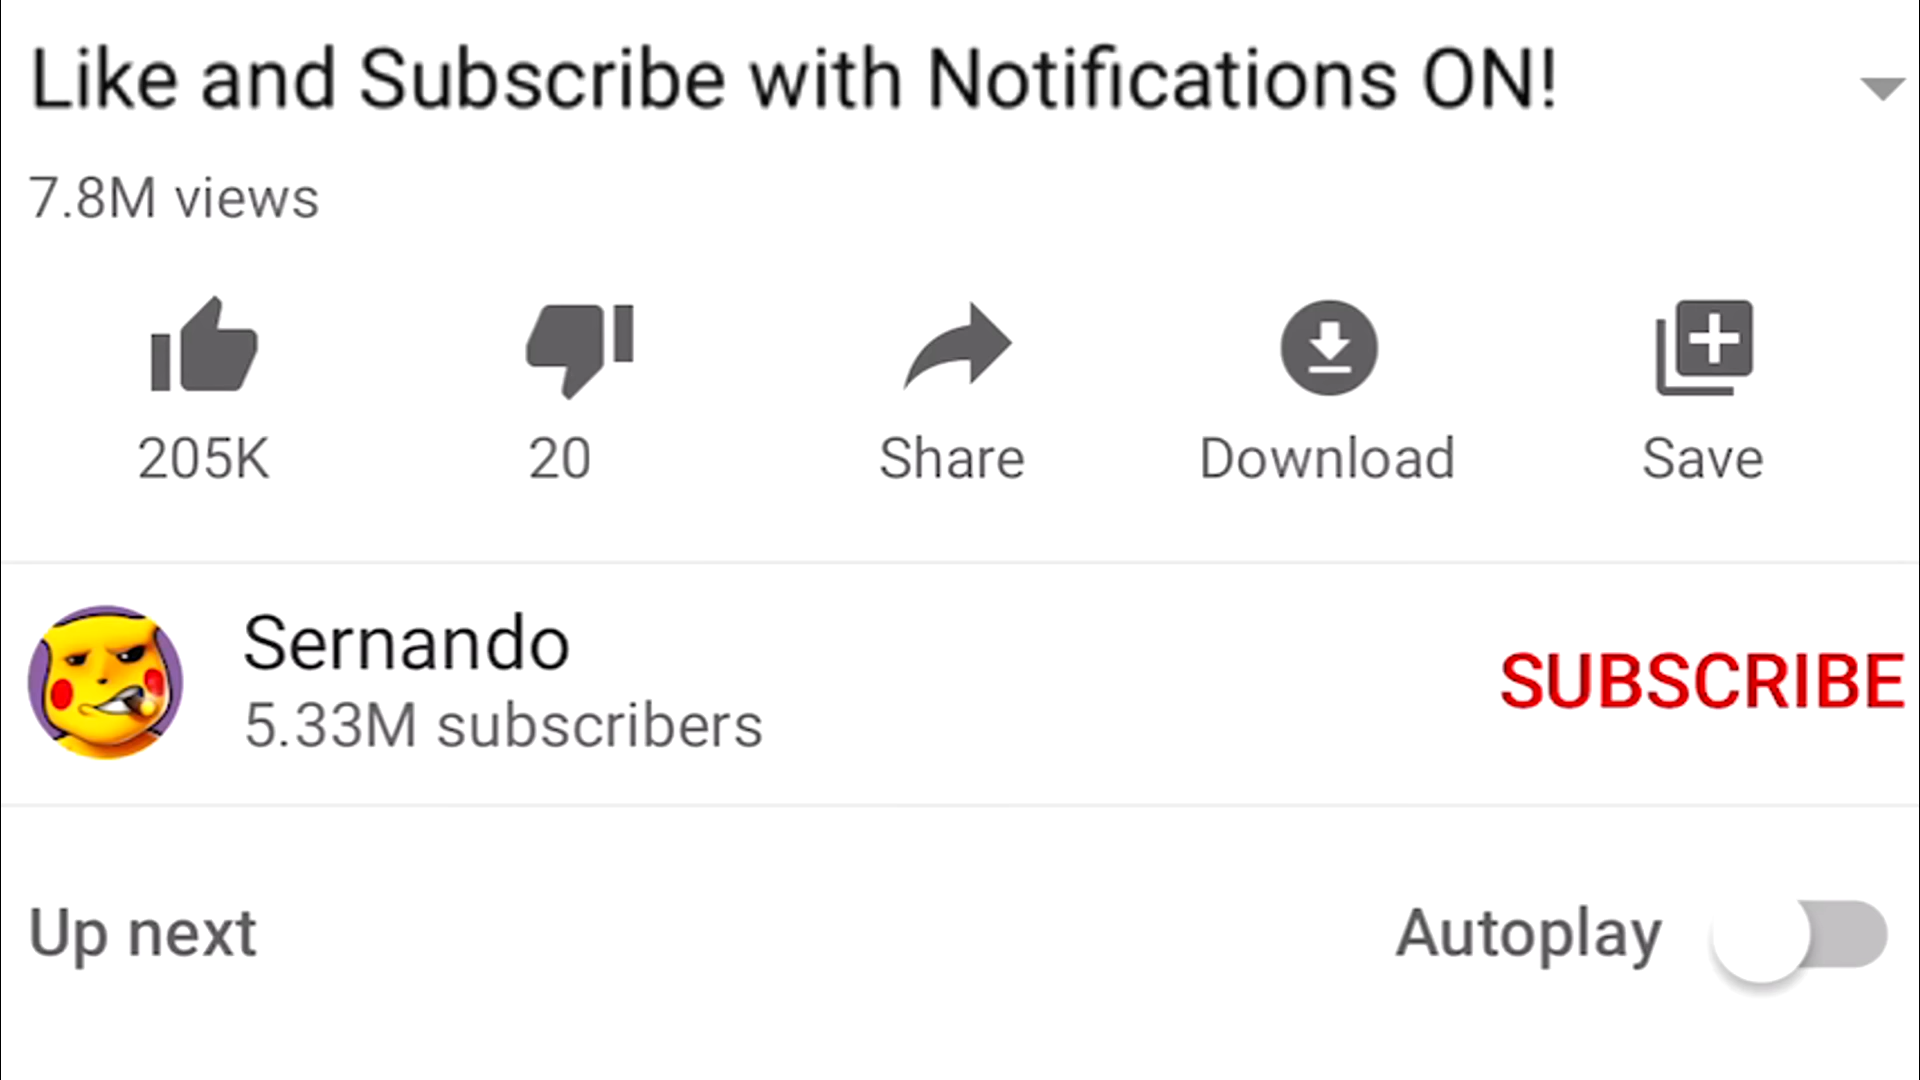 Like and Subscribe with Notifications ON!
7.8M views
205K 20 Share Download Save
Sernando
5.33M subscribers
SUBSCRIBE
Up next Autoplay